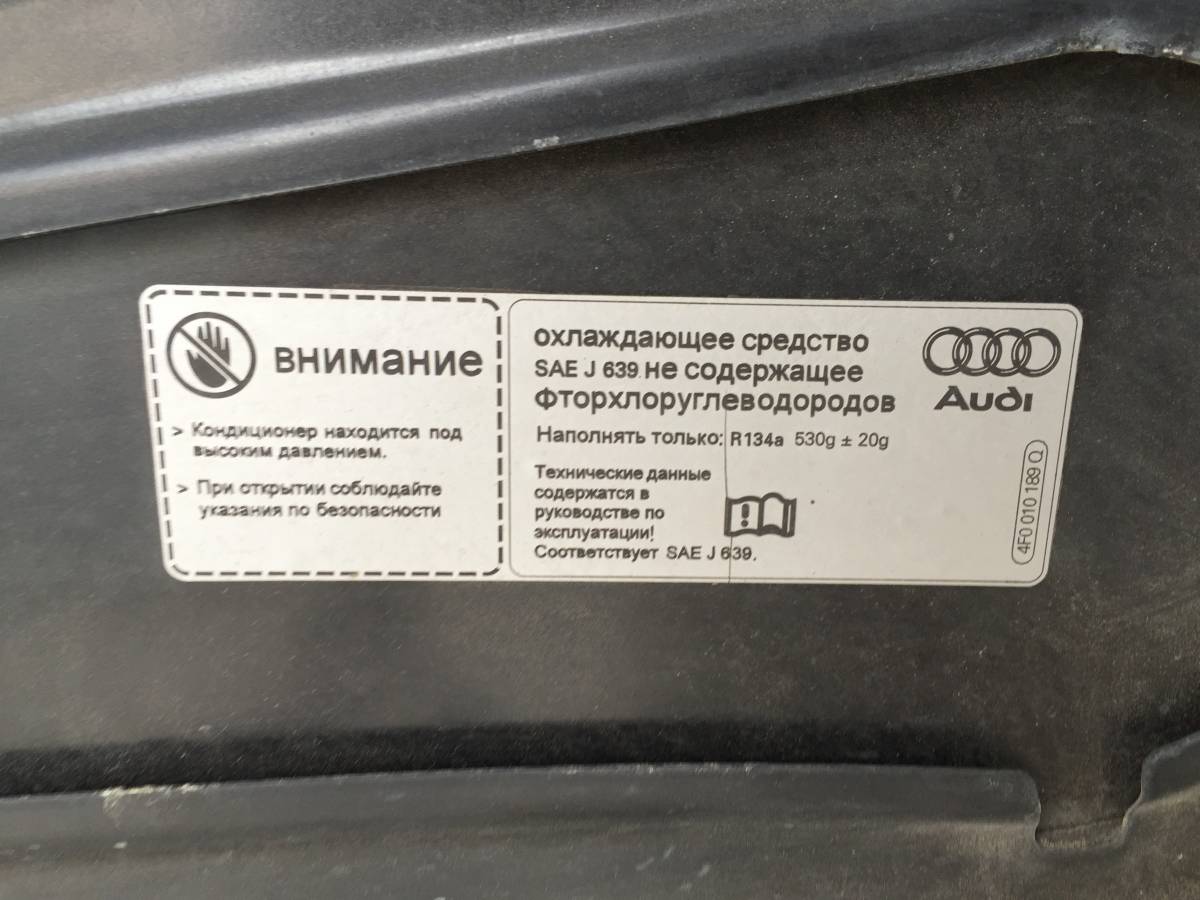 ВНИМАНИЕ
> Кондиционер находится под
высоким давлением.
> При открытии соблюдайте
указания по безопасности
охлаждающее средство
SAE J 639 не содержащее
фторхлоруглеводородов
Наполнять только: R134a 530g ± 20g
Технические данные
содержатся в
руководстве по
эксплуатации!
Соответствует SAE J 639.
Audi
4F0 010 189 Q